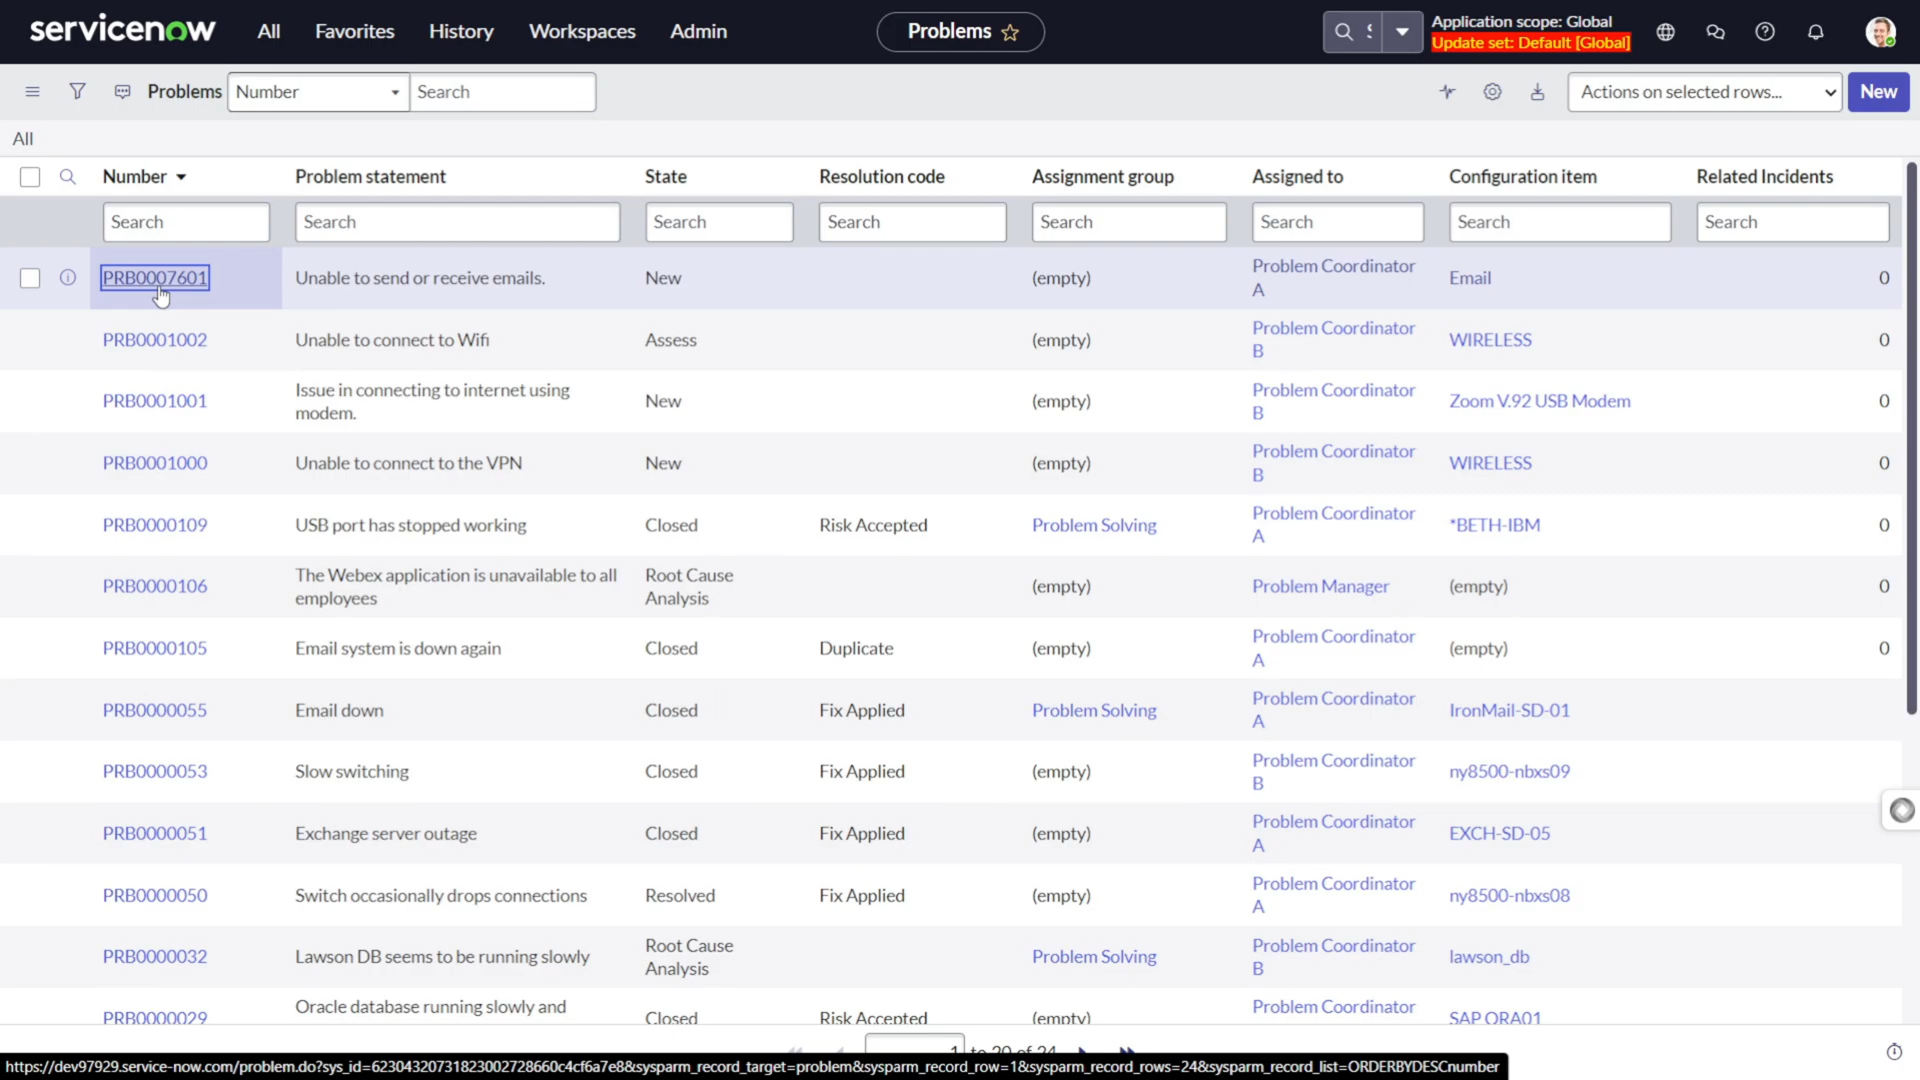 servicenow All Favorites History Workspaces Admin Problems Application scope: Global
Update set: Default [Global]
Problems Number Search Actions on selected rows... New
All
Number Problem statement State Resolution code Assignment group Assigned to Configuration item Related Incidents
Search Search Search Search Search Search Search Search
PRB0007601 Unable to send or receive emails. New (empty) Problem Coordinator A Email 0
PRB0001002 Unable to connect to Wifi Assess (empty) Problem Coordinator B WIRELESS 0
PRB0001001 Issue in connecting to internet using modem. New (empty) Problem Coordinator B Zoom V.92 USB Modem 0
PRB0001000 Unable to connect to the VPN New (empty) Problem Coordinator B WIRELESS 0
PRB0000109 USB port has stopped working Closed Risk Accepted Problem Solving Problem Coordinator A *BETH-IBM 0
PRB0000106 The Webex application is unavailable to all employees Root Cause Analysis (empty) Problem Manager (empty) 0
PRB0000105 Email system is down again Closed Duplicate (empty) Problem Coordinator A (empty) 0
PRB0000055 Email down Closed Fix Applied Problem Solving Problem Coordinator A IronMail-SD-01
PRB0000053 Slow switching Closed Fix Applied (empty) Problem Coordinator B ny8500-nbxs09
PRB0000051 Exchange server outage Closed Fix Applied (empty) Problem Coordinator A EXCH-SD-05
PRB0000050 Switch occasionally drops connections Resolved Fix Applied (empty) Problem Coordinator A ny8500-nbxs08
PRB0000032 Lawson DB seems to be running slowly Root Cause Analysis Problem Solving Problem Coordinator B lawson_db
PRB0000029 Oracle database running slowly and Closed Risk Accepted (empty) Problem Coordinator SAP ORA01
1 to 20 of 24
https://dev97929.service-now.com/problem.do?sys_id=62304320731823002728660c4cf6a7e8&sysparm_record_target=problem&sysparm_record_row=1&sysparm_record_rows=24&sysparm_record_list=ORDERBYDESCnumber